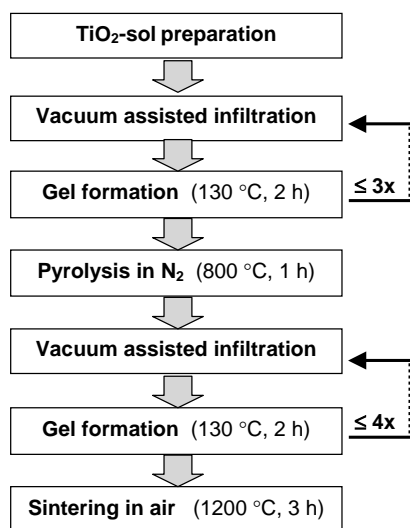 TiO₂-sol preparation
Vacuum assisted infiltration
Gel formation (130 °C, 2 h)
≤ 3x
Pyrolysis in N₂ (800 °C, 1 h)
Vacuum assisted infiltration
Gel formation (130 °C, 2 h)
≤ 4x
Sintering in air (1200 °C, 3 h)